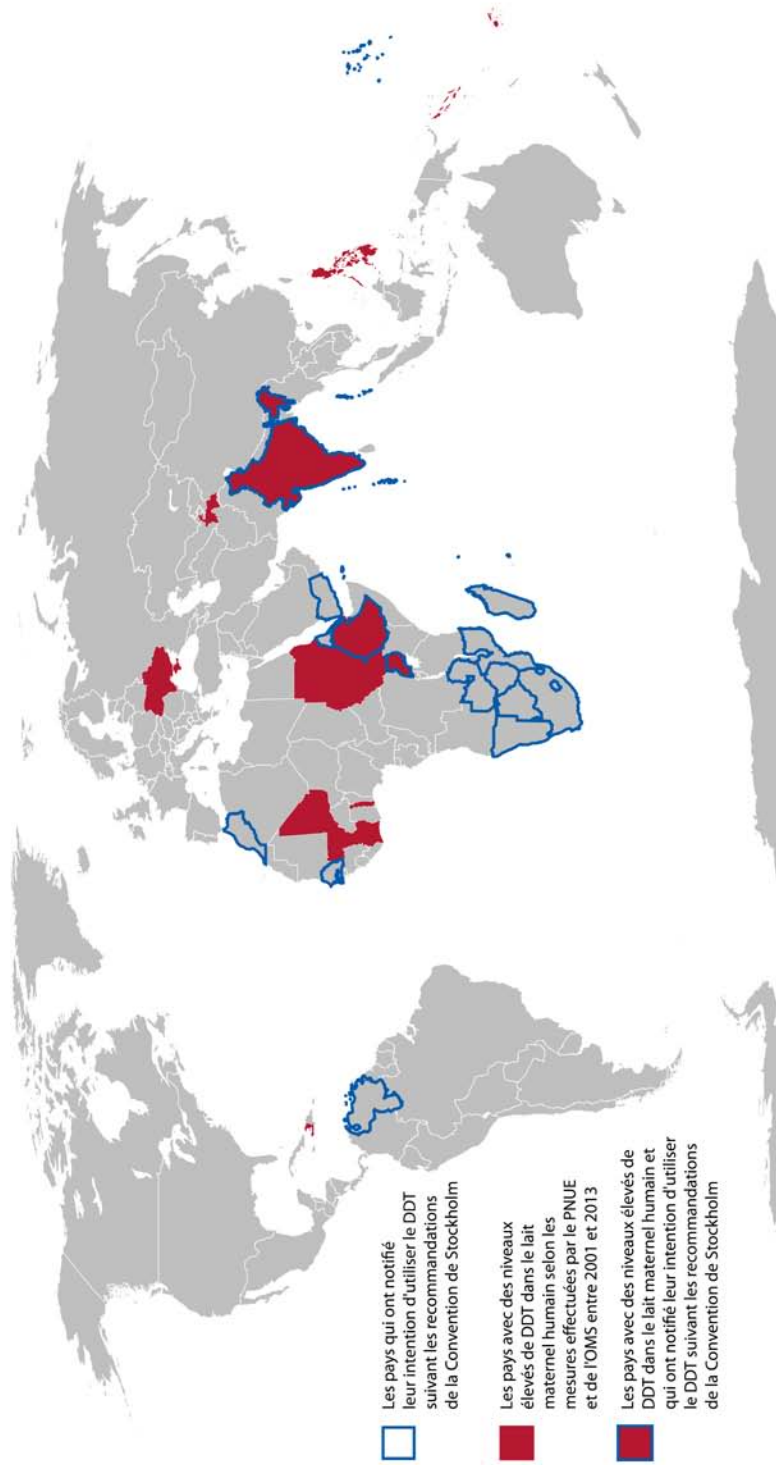 Les pays qui ont notifié
leur intention d'utiliser le DDT
suivant les recommandations
de la Convention de Stockholm
Les pays avec des niveaux
élevés de DDT dans le lait
maternel humain selon les
mesures effectuées par le PNUE
et de l'OMS entre 2001 et 2013
Les pays avec des niveaux élevés de
DDT dans le lait maternel humain et
qui ont notifié leur intention d'utiliser
le DDT suivant les recommandations
de la Convention de Stockholm